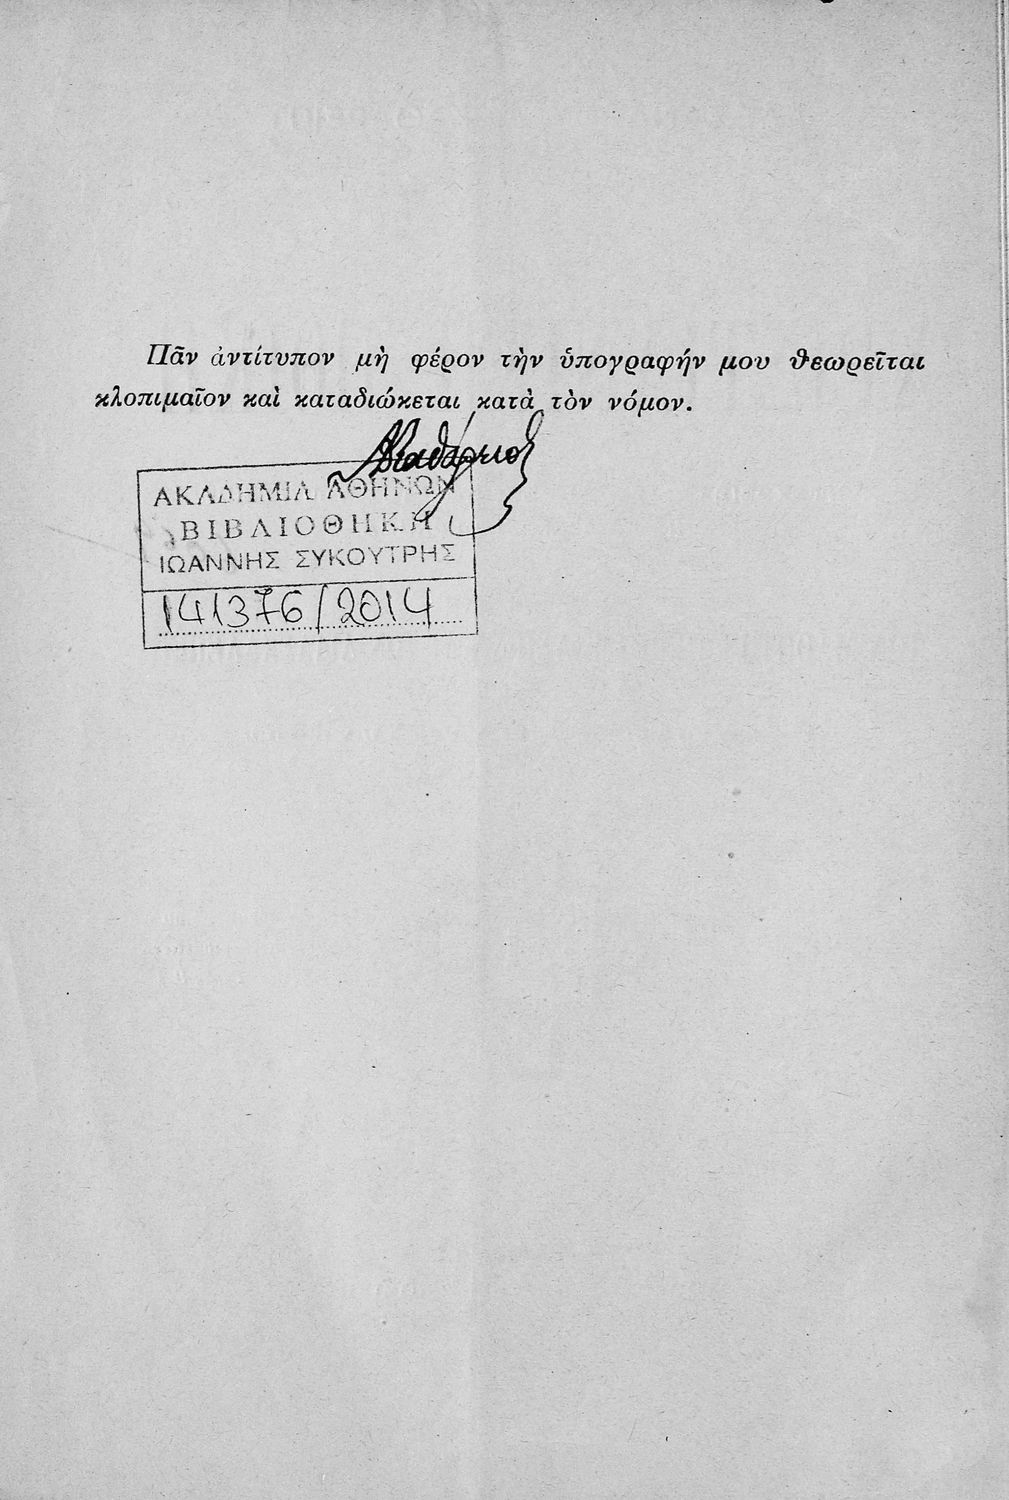 Πᾶν ἀντίτυπον μὴ φέρον τὴν ὑπογραφήν μου θεωρεῖται
κλοπιμαῖον καὶ καταδιώκεται κατὰ τὸν νόμον.
ΑΚΑΔΗΜΙΑ ΑΘΗΝΩΝ
ΒΙΒΛΙΟΘΗΚΗ
ΙΩΑΝΝΗΣ ΣΥΚΟΥΤΡΗΣ
141376/2014